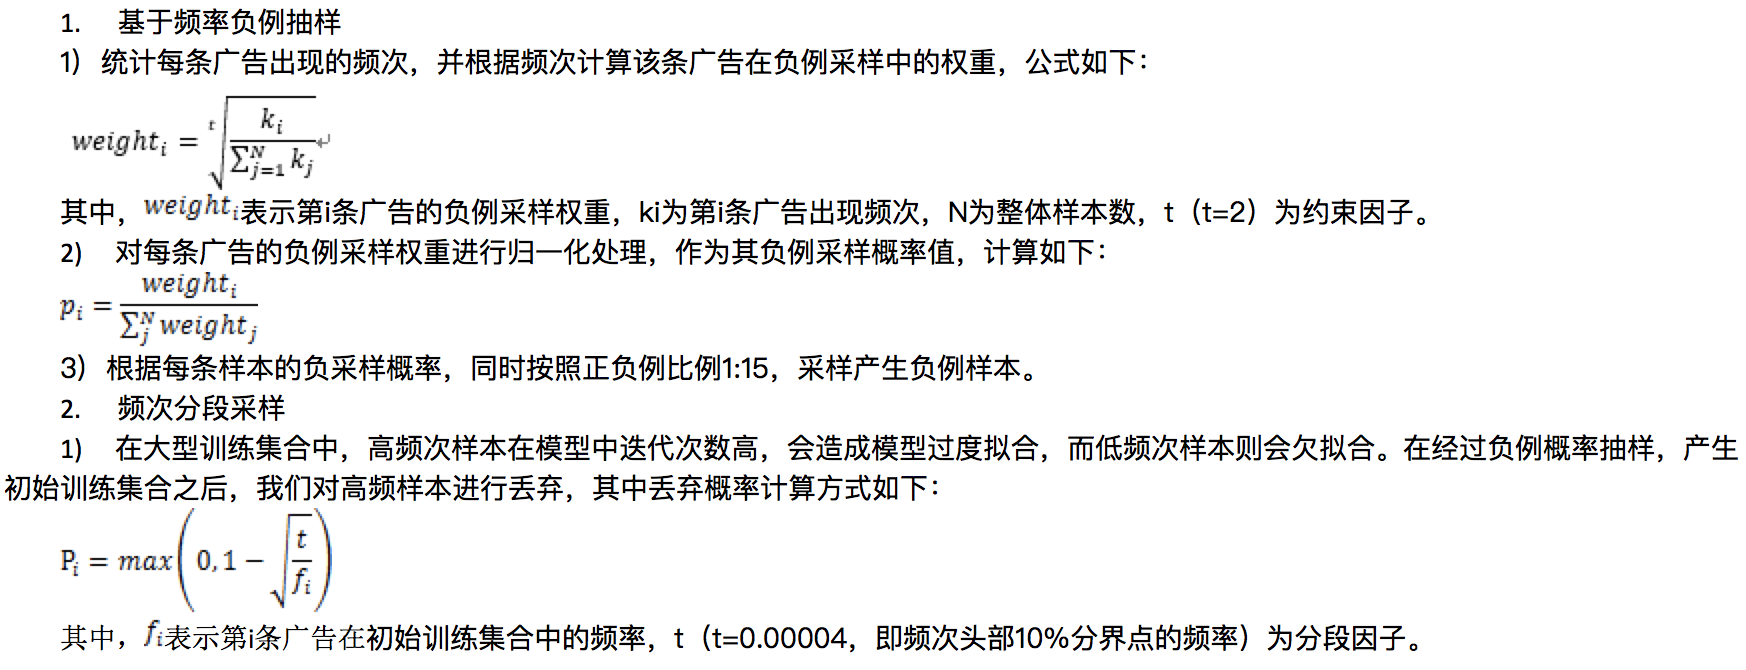 1. 基于频率负例抽样
1) 统计每条广告出现的频次，并根据频次计算该条广告在负例采样中的权重，公式如下：
weight_i = \sqrt[t]{\frac{k_i}{\sum_{j=1}^{N} k_j}}↵
其中，weight_i表示第i条广告的负例采样权重，ki为第i条广告出现频次，N为整体样本数，t（t=2）为约束因子。
2) 对每条广告的负例采样权重进行归一化处理，作为其负例采样概率值，计算如下：
p_i = \frac{weight_i}{\sum_{j}^{N} weight_j}
3）根据每条样本的负采样概率，同时按照正负例比例1:15，采样产生负例样本。
2. 频次分段采样
1) 在大型训练集合中，高频次样本在模型中迭代次数高，会造成模型过度拟合，而低频次样本则会欠拟合。在经过负例概率抽样，产生
初始训练集合之后，我们对高频样本进行丢弃，其中丢弃概率计算方式如下：
P_i = max\left(0,1-\sqrt{\frac{t}{f_i}}\right)
其中，f_i表示第i条广告在初始训练集合中的频率，t（t=0.00004，即频次头部10%分界点的频率）为分段因子。